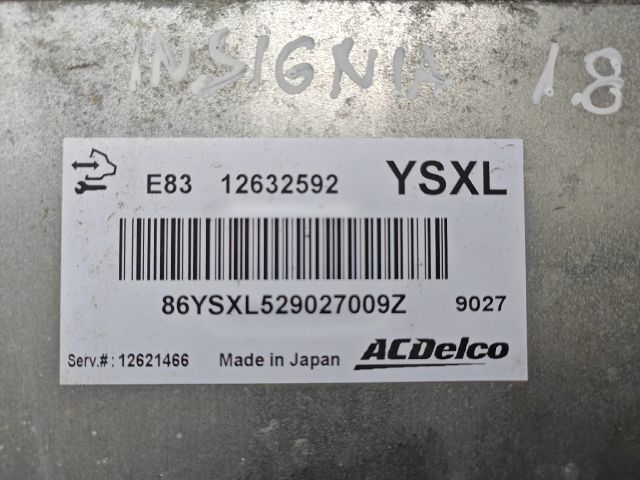 INSIGNIA 1.8
E83 12632592 YSXL
86YSXL529027009Z 9027
Serv.#: 12621466 Made in Japan ACDelco